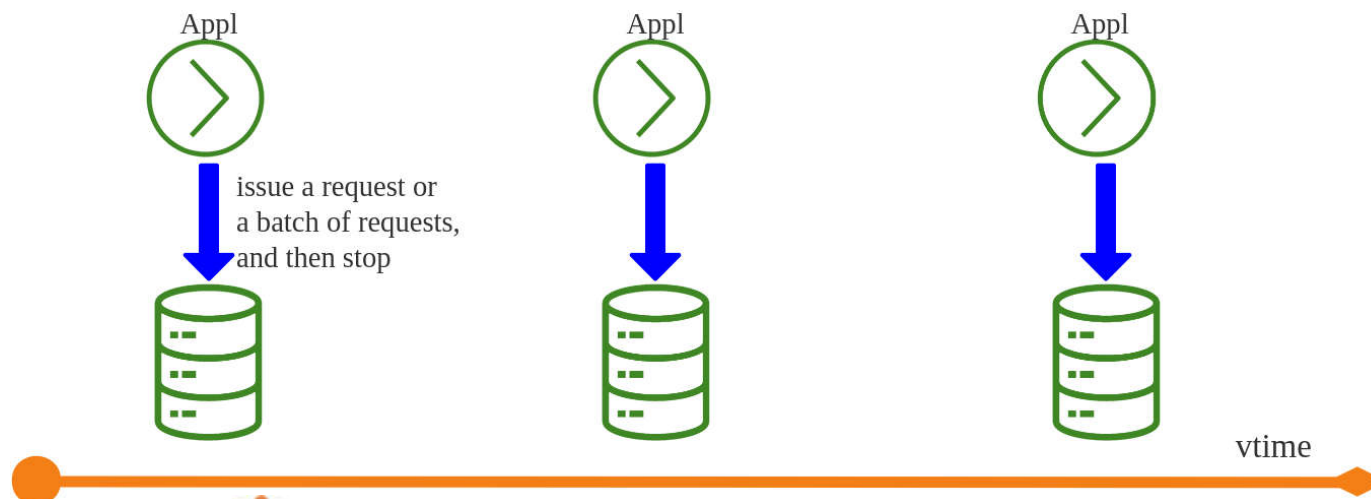 Appl
Appl
Appl
issue a request or
a batch of requests,
and then stop
vtime